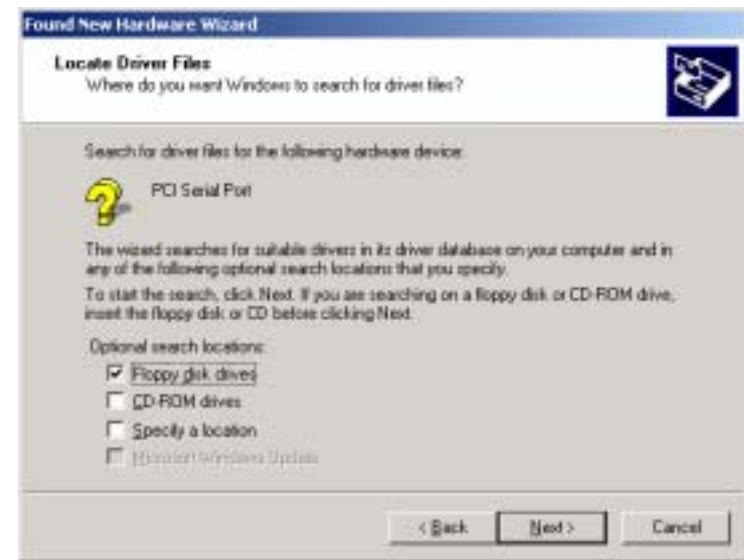 Found New Hardware Wizard
Locate Driver Files
Where do you want Windows to search for driver files?
Search for driver files for the following hardware device:
PCI Serial Port
The wizard searches for suitable drivers in its driver database on your computer and in
any of the following optional search locations that you specify.
To start the search, click Next. If you are searching on a floppy disk or CD-ROM drive,
insert the floppy disk or CD before clicking Next.
Optional search locations:
Floppy disk drives
CD-ROM drives
Specify a location
Microsoft Windows Update
< Back
Next >
Cancel